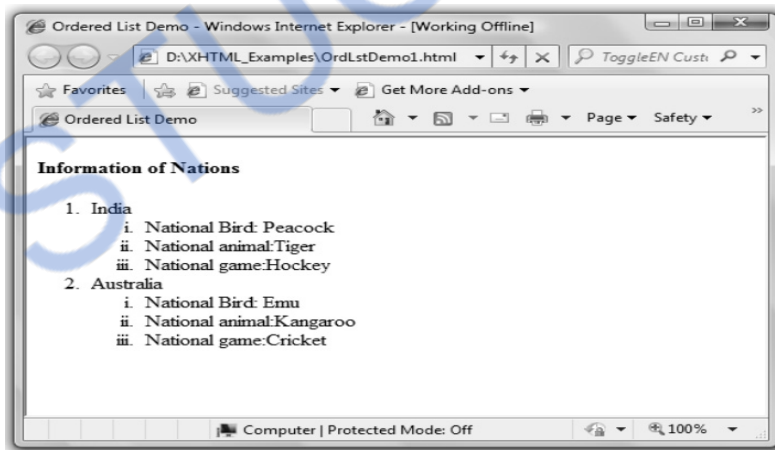 Ordered List Demo - Windows Internet Explorer - [Working Offline]
D:\XHTML_Examples\OrdLstDemo1.html
ToggleEN Custo
Favorites
Suggested Sites
Get More Add-ons
Ordered List Demo
Page
Safety
>>
Information of Nations
1. India
i. National Bird: Peacock
ii. National animal:Tiger
iii. National game:Hockey
2. Australia
i. National Bird: Emu
ii. National animal:Kangaroo
iii. National game:Cricket
Computer | Protected Mode: Off
100%
STU